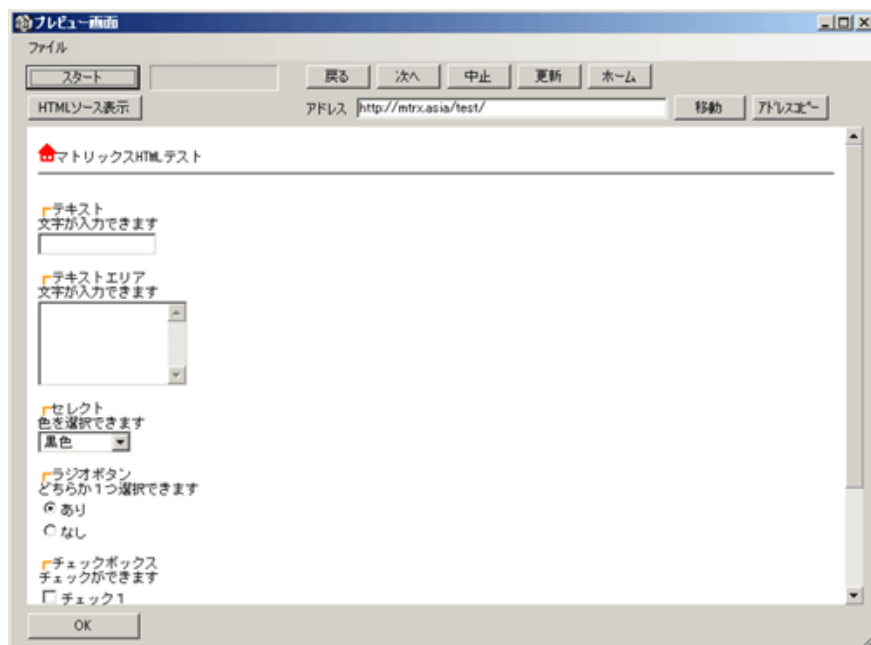 プレビュー画面
ファイル
スタート 戻る 次へ 中止 更新 ホーム
HTMLソース表示 アドレス http://mtrx.asia/test/ 移動 アドレスコピー
マトリックスHTMLテスト
テキスト
文字が入力できます
テキストエリア
文字が入力できます
セレクト
色を選択できます
黒色
ラジオボタン
どちらか1つ選択できます
あり
なし
チェックボックス
チェックができます
チェック1
OK